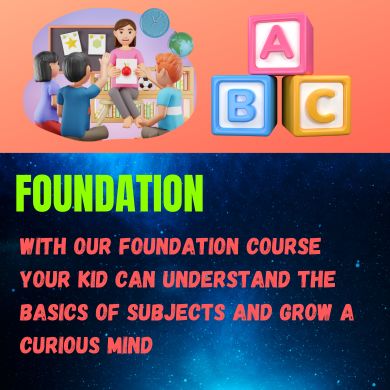 A
B C
FOUNDATION
WITH OUR FOUNDATION COURSE
YOUR KID CAN UNDERSTAND THE
BASICS OF SUBJECTS AND GROW A
CURIOUS MIND